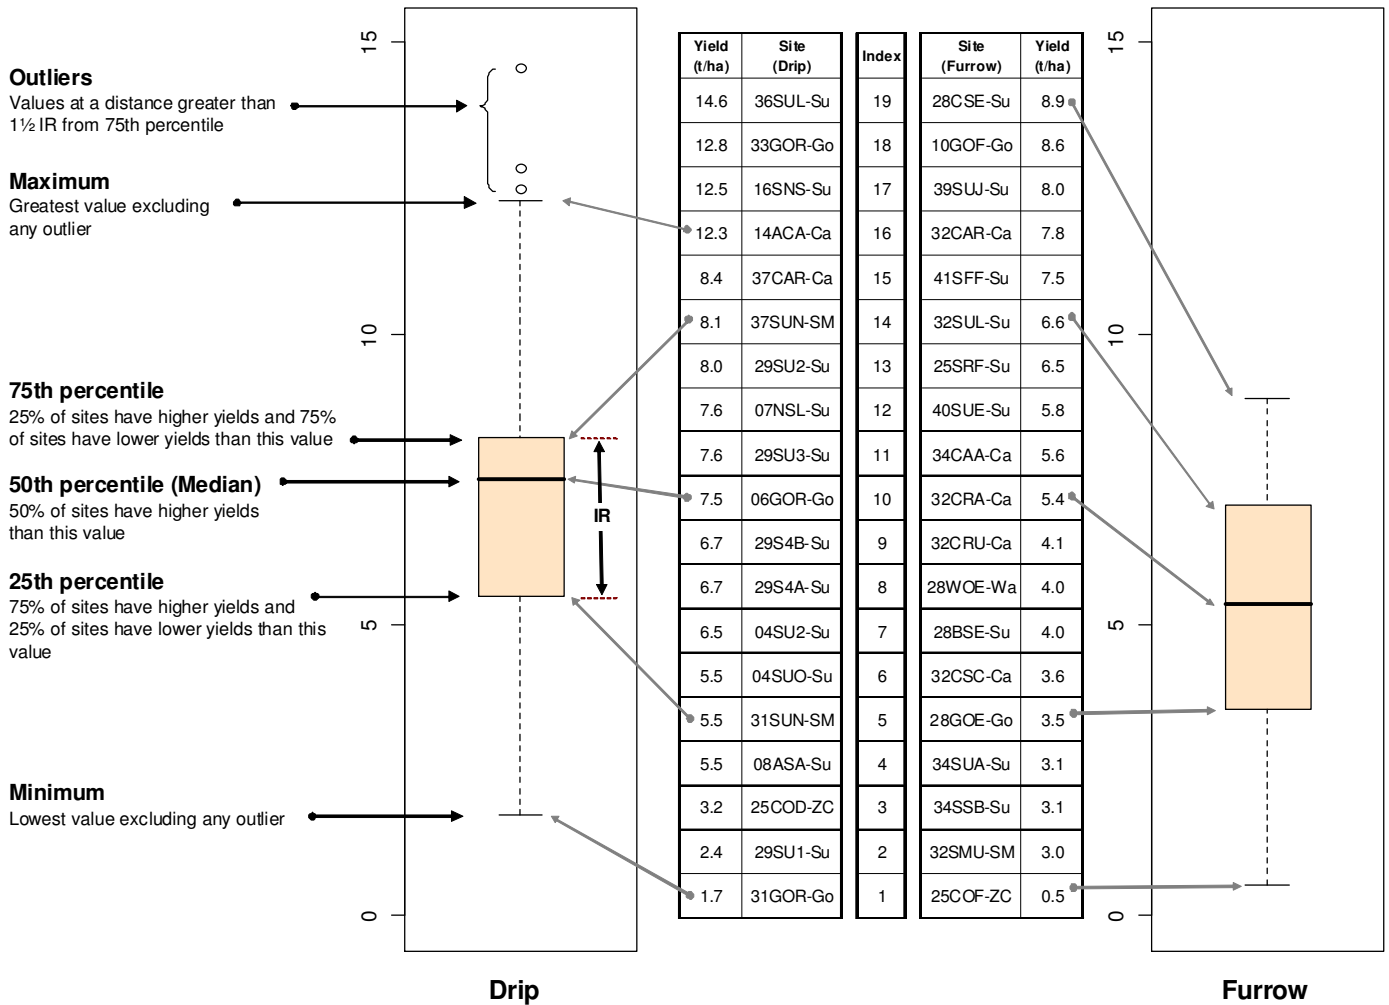 15
10
5
0
Outliers
Values at a distance greater than
1½ IR from 75th percentile
Maximum
Greatest value excluding
any outlier
75th percentile
25% of sites have higher yields and 75%
of sites have lower yields than this value
50th percentile (Median)
50% of sites have higher yields
than this value
25th percentile
75% of sites have higher yields and
25% of sites have lower yields than this
value
Minimum
Lowest value excluding any outlier
IR
Drip
Yield (t/ha) Site (Drip) Index Site (Furrow) Yield (t/ha)
14.6 36SUL-Su 19 28CSE-Su 8.9
12.8 33GOR-Go 18 10GOF-Go 8.6
12.5 16SNS-Su 17 39SUJ-Su 8.0
12.3 14ACA-Ca 16 32CAR-Ca 7.8
8.4 37CAR-Ca 15 41SFF-Su 7.5
8.1 37SUN-SM 14 32SUL-Su 6.6
8.0 29SU2-Su 13 25SRF-Su 6.5
7.6 07NSL-Su 12 40SUE-Su 5.8
7.6 29SU3-Su 11 34CAA-Ca 5.6
7.5 06GOR-Go 10 32CRA-Ca 5.4
6.7 29S4B-Su 9 32CRU-Ca 4.1
6.7 29S4A-Su 8 28WOE-Wa 4.0
6.5 04SU2-Su 7 28BSE-Su 4.0
5.5 04SUO-Su 6 32CSC-Ca 3.6
5.5 31SUN-SM 5 28GOE-Go 3.5
5.5 08ASA-Su 4 34SUA-Su 3.1
3.2 25COD-ZC 3 34SSB-Su 3.1
2.4 29SU1-Su 2 32SMU-SM 3.0
1.7 31GOR-Go 1 25COF-ZC 0.5
15
10
5
0
Furrow